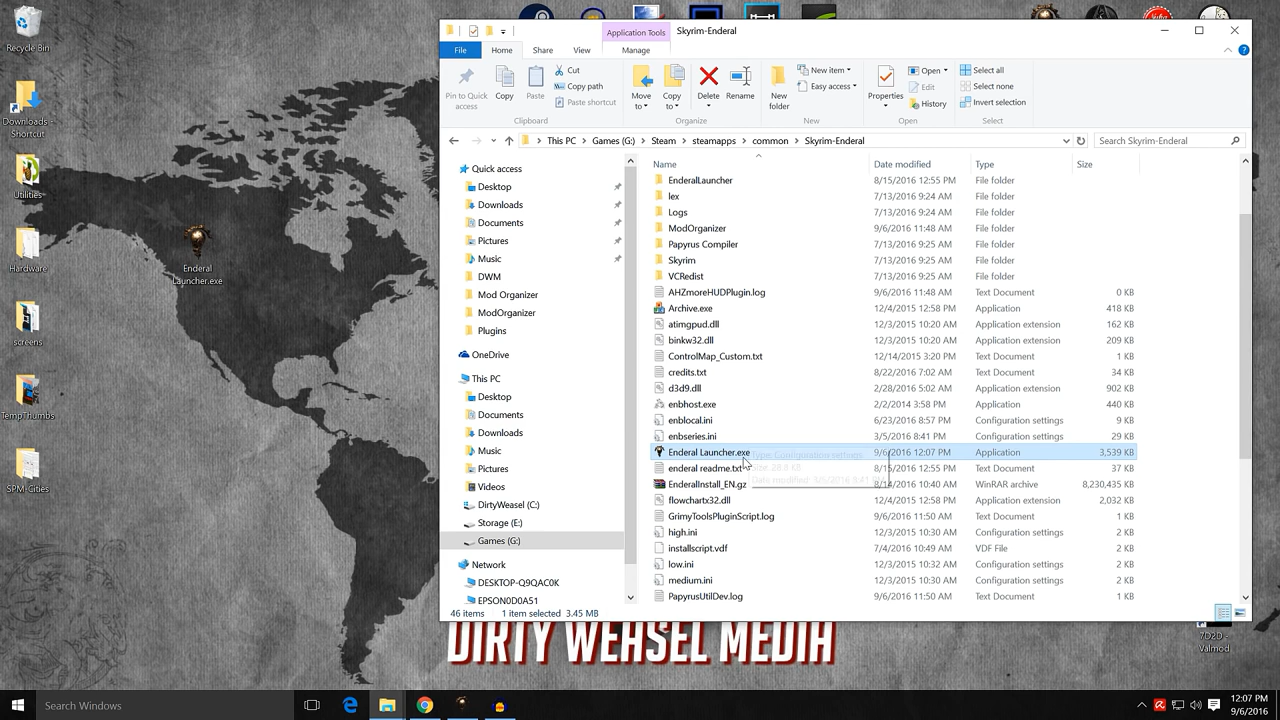 Recycle Bin
Downloads -
Shortcut
Utilities-
Hardware
screens
TempThumbs
SPM-Grids
Enderal
Launcher.exe
Application Tools
Skyrim-Enderal
File
Home
Share
View
Manage
Pin to Quick
access
Copy
Paste
Cut
Copy path
Paste shortcut
Clipboard
Move
to
Copy
to
Delete
Rename
Organize
New
folder
New item
Easy access
New
Properties
Open
Edit
History
Open
Select all
Select none
Invert selection
Select
This PC > Games (G:) > Steam > steamapps > common > Skyrim-Enderal
Search Skyrim-Enderal
Quick access
Desktop
Downloads
Documents
Pictures
Music
DWM
Mod Organizer
ModOrganizer
Plugins
OneDrive
This PC
Desktop
Documents
Downloads
Music
Pictures
Videos
DirtyWeasel (C:)
Storage (E:)
Games (G:)
Network
DESKTOP-Q9QAC0K
EPSON0D0A51
Name Date modified Type Size
EnderalLauncher 8/15/2016 12:55 PM File folder
lex 7/13/2016 9:24 AM File folder
Logs 7/13/2016 9:24 AM File folder
ModOrganizer 9/6/2016 11:48 AM File folder
Papyrus Compiler 7/13/2016 9:25 AM File folder
Skyrim 7/13/2016 9:25 AM File folder
VCRedist 7/13/2016 9:25 AM File folder
AHZmoreHUDPlugin.log 9/6/2016 11:48 AM Text Document 0 KB
Archive.exe 12/4/2015 12:58 PM Application 418 KB
atimgpud.dll 12/3/2015 10:20 AM Application extension 162 KB
binkw32.dll 12/3/2015 10:20 AM Application extension 209 KB
ControlMap_Custom.txt 12/14/2015 3:20 PM Text Document 1 KB
credits.txt 8/22/2016 7:02 AM Text Document 34 KB
d3d9.dll 2/28/2016 5:02 AM Application extension 902 KB
enbhost.exe 2/2/2014 3:58 PM Application 440 KB
enblocal.ini 6/23/2016 8:57 PM Configuration settings 9 KB
enbseries.ini 3/5/2016 8:41 PM Configuration settings 29 KB
Enderal Launcher.exe 9/6/2016 12:07 PM Application 3,539 KB
Type: Configuration settings
Size: 28.8 KB
Date modified: 3/5/2016 8:41 PM
enderal readme.txt 8/15/2016 12:55 PM Text Document 37 KB
EnderalInstall_EN.gz 8/14/2016 10:40 AM WinRAR archive 8,230,435 KB
flowchartx32.dll 12/4/2015 12:58 PM Application extension 2,032 KB
GrimyToolsPluginScript.log 9/6/2016 11:50 AM Text Document 1 KB
high.ini 12/3/2015 10:30 AM Configuration settings 2 KB
installscript.vdf 7/4/2016 10:49 AM VDF File 2 KB
low.ini 12/3/2015 10:32 AM Configuration settings 2 KB
medium.ini 12/3/2015 10:30 AM Configuration settings 2 KB
PapyrusUtilDev.log 9/6/2016 11:50 AM Text Document 1 KB
46 items 1 item selected 3.45 MB
DIRTY WEASEL MEDIA
7D2D -
Valmod
Search Windows
12:07 PM
9/6/2016